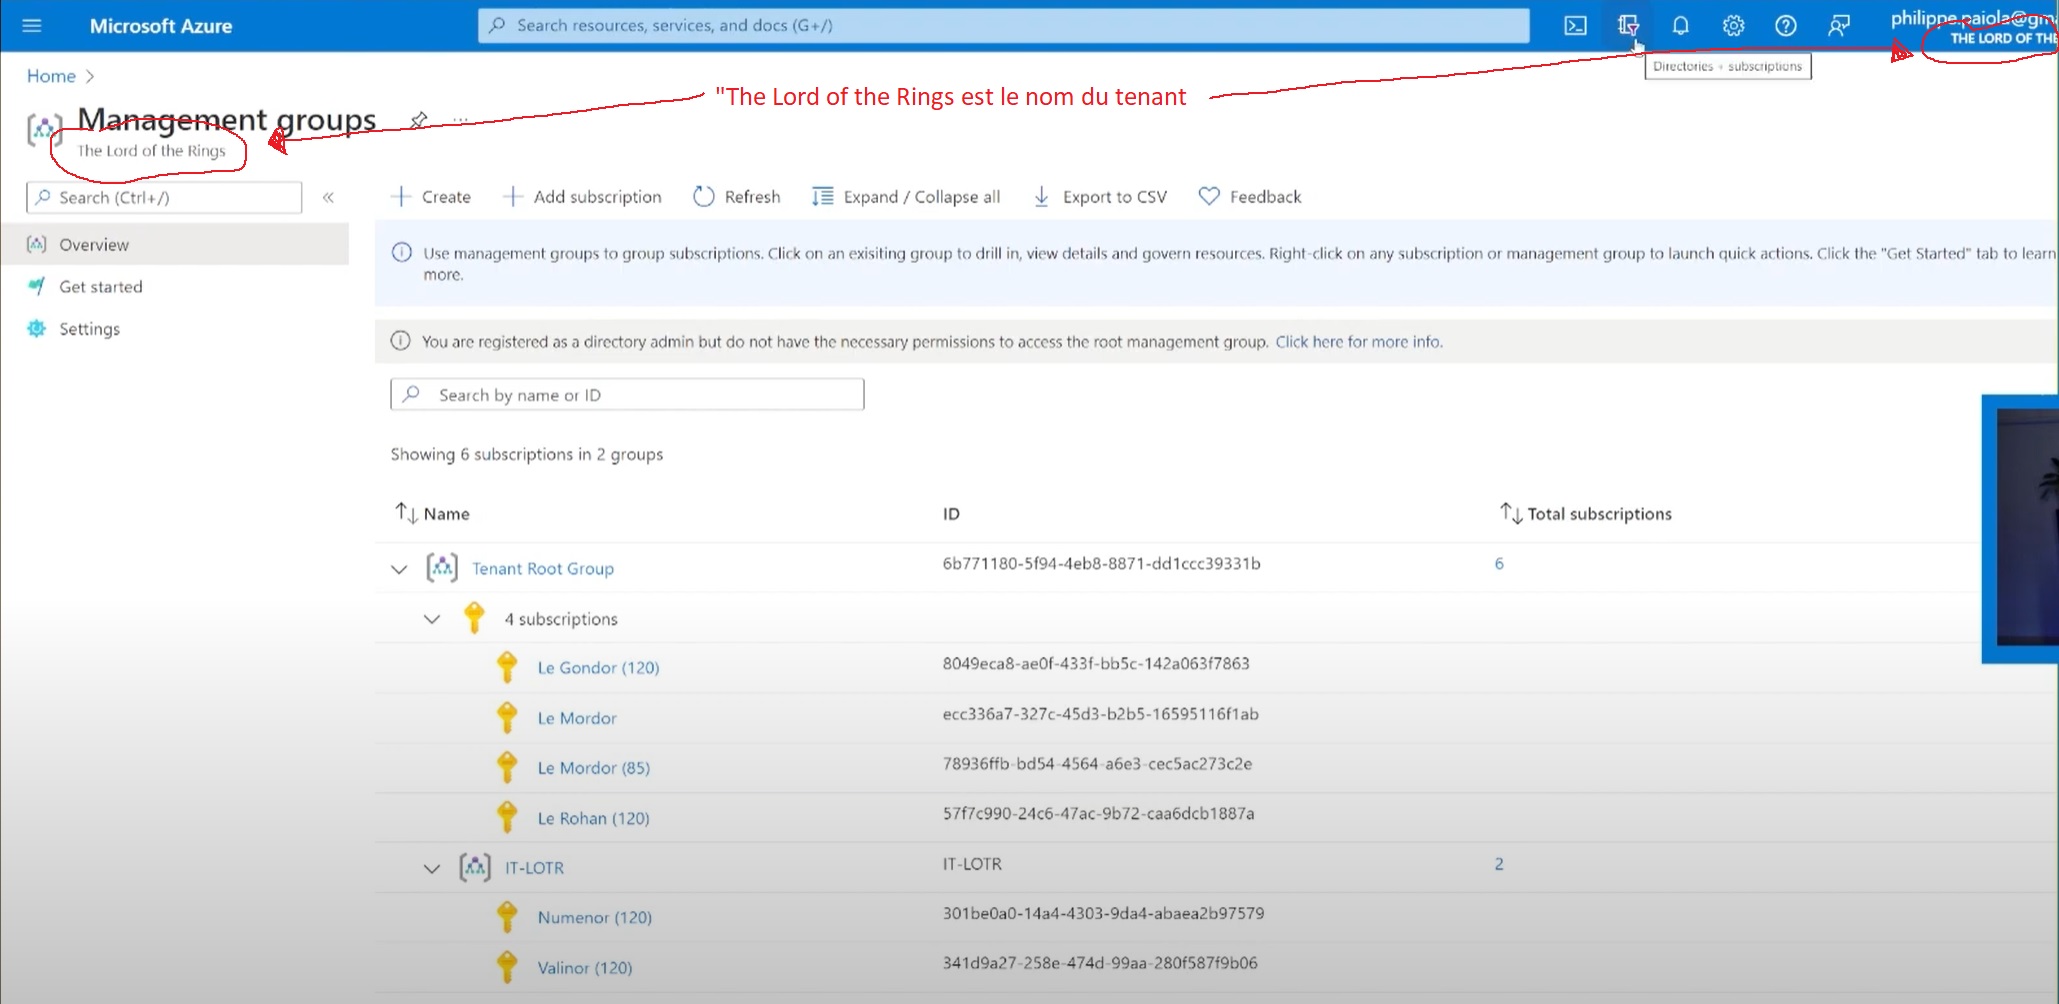 Microsoft Azure
Search resources, services, and docs (G+/)
philippe.paiola@gma
THE LORD OF THE
Directories + subscriptions
Home
"The Lord of the Rings est le nom du tenant
Management groups
The Lord of the Rings
Search (Ctrl+/)
Create
Add subscription
Refresh
Expand / Collapse all
Export to CSV
Feedback
Overview
Get started
Settings
Use management groups to group subscriptions. Click on an exisiting group to drill in, view details and govern resources. Right-click on any subscription or management group to launch quick actions. Click the "Get Started" tab to learn
more.
You are registered as a directory admin but do not have the necessary permissions to access the root management group. Click here for more info.
Search by name or ID
Showing 6 subscriptions in 2 groups
Name ID Total subscriptions
Tenant Root Group 6b771180-5f94-4eb8-8871-dd1ccc39331b 6
4 subscriptions
Le Gondor (120) 8049eca8-ae0f-433f-bb5c-142a063f7863
Le Mordor ecc336a7-327c-45d3-b2b5-16595116f1ab
Le Mordor (85) 78936ffb-bd54-4564-a6e3-cec5ac273c2e
Le Rohan (120) 57f7c990-24c6-47ac-9b72-caa6dcb1887a
IT-LOTR IT-LOTR 2
Numenor (120) 301be0a0-14a4-4303-9da4-abaea2b97579
Valinor (120) 341d9a27-258e-474d-99aa-280f587f9b06